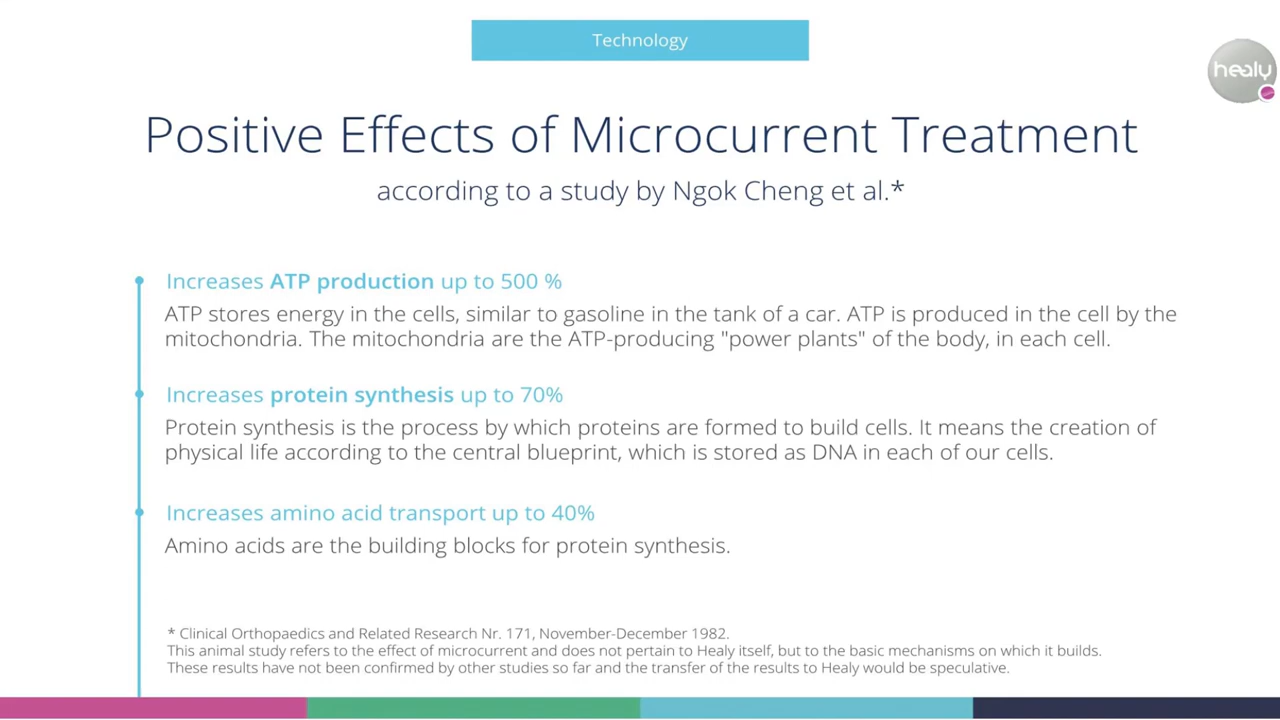 Technology
healy
Positive Effects of Microcurrent Treatment
according to a study by Ngok Cheng et al.*
Increases ATP production up to 500 %
ATP stores energy in the cells, similar to gasoline in the tank of a car. ATP is produced in the cell by the
mitochondria. The mitochondria are the ATP-producing "power plants" of the body, in each cell.
Increases protein synthesis up to 70%
Protein synthesis is the process by which proteins are formed to build cells. It means the creation of
physical life according to the central blueprint, which is stored as DNA in each of our cells.
Increases amino acid transport up to 40%
Amino acids are the building blocks for protein synthesis.
* Clinical Orthopaedics and Related Research Nr. 171, November-December 1982.
This animal study refers to the effect of microcurrent and does not pertain to Healy itself, but to the basic mechanisms on which it builds.
These results have not been confirmed by other studies so far and the transfer of the results to Healy would be speculative.